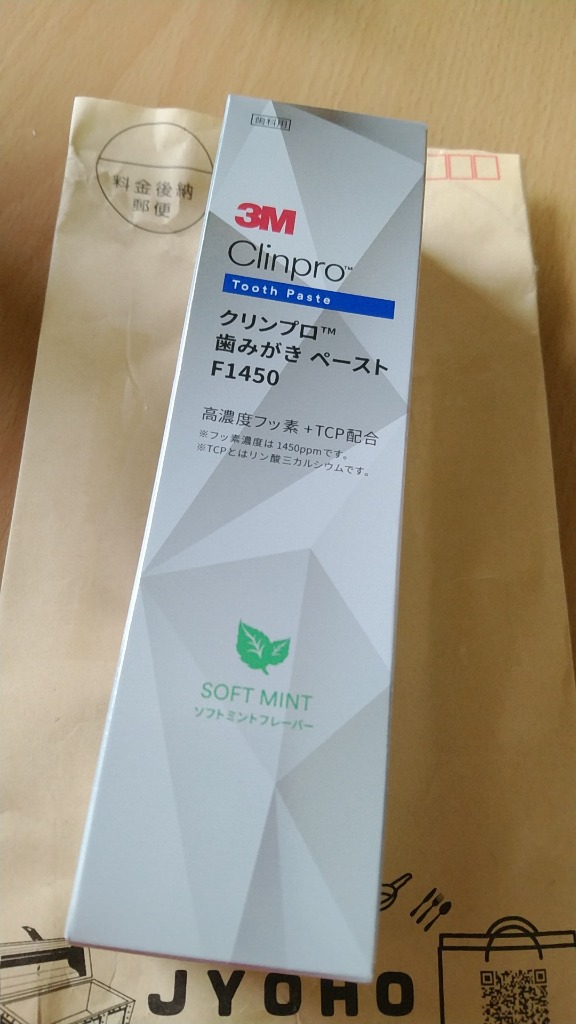 歯科用
料金後納
郵便
3M
Clinpro™
Tooth Paste
クリンプロ™
歯みがき ペースト
F1450
高濃度フッ素 +TCP配合
※フッ素濃度は1450ppmです。
※TCPとはリン酸三カルシウムです。
SOFT MINT
ソフトミントフレーバー
JYOHO